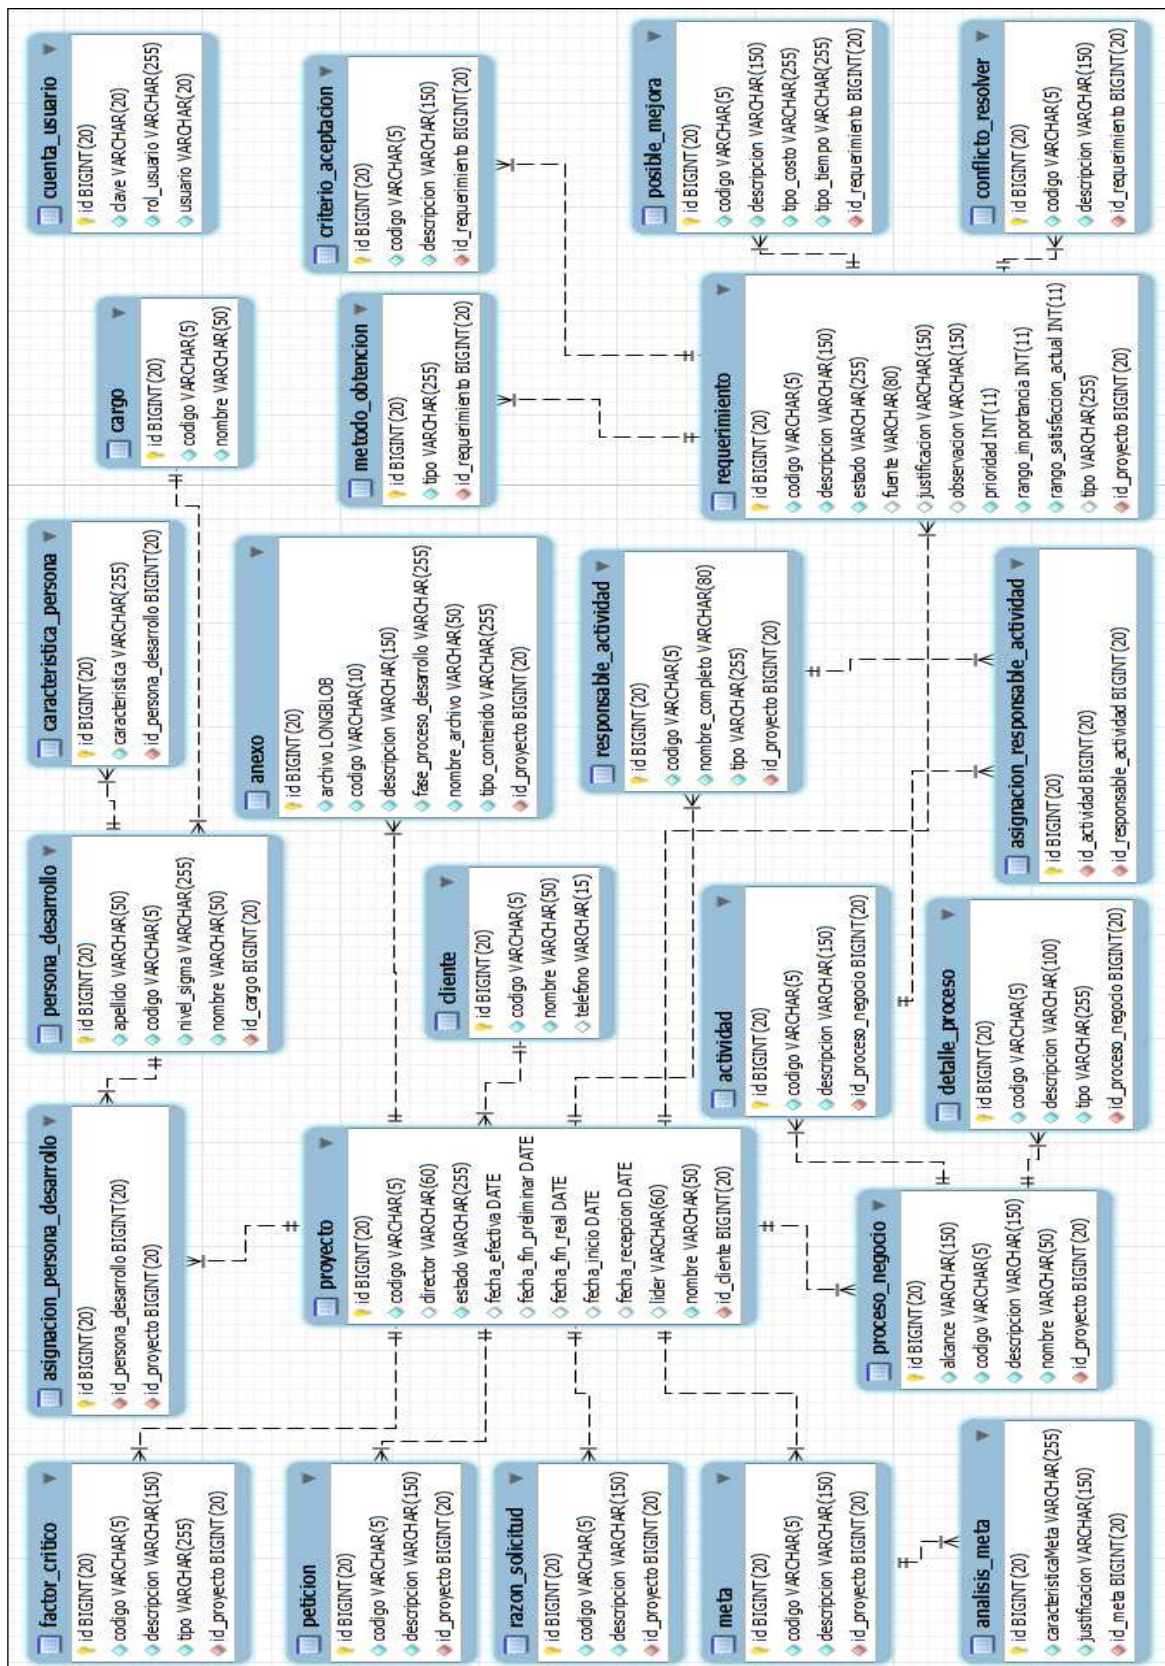 factor_critico
id BIGINT(20)
codigo VARCHAR(5)
descripcion VARCHAR(150)
tipo VARCHAR(255)
id_proyecto BIGINT(20)
asignacion_persona_desarrollo
id BIGINT(20)
id_persona_desarrollo BIGINT(20)
id_proyecto BIGINT(20)
persona_desarrollo
id BIGINT(20)
apellido VARCHAR(50)
codigo VARCHAR(5)
nivel_sigma VARCHAR(255)
nombre VARCHAR(50)
id_cargo BIGINT(20)
caracteristica_persona
id BIGINT(20)
caracteristica VARCHAR(255)
id_persona_desarrollo BIGINT(20)
cargo
id BIGINT(20)
codigo VARCHAR(5)
nombre VARCHAR(50)
cuenta_usuario
id BIGINT(20)
clave VARCHAR(20)
rol_usuario VARCHAR(255)
usuario VARCHAR(20)
peticion
id BIGINT(20)
codigo VARCHAR(5)
descripcion VARCHAR(150)
id_proyecto BIGINT(20)
proyecto
id BIGINT(20)
codigo VARCHAR(5)
director VARCHAR(60)
estado VARCHAR(255)
fecha_efectiva DATE
fecha_fin_preliminar DATE
fecha_fin_real DATE
fecha_inicio DATE
fecha_recepcion DATE
lider VARCHAR(60)
nombre VARCHAR(50)
id_cliente BIGINT(20)
cliente
id BIGINT(20)
codigo VARCHAR(5)
nombre VARCHAR(50)
telefono VARCHAR(15)
anexo
id BIGINT(20)
archivo LONGBLOB
codigo VARCHAR(10)
descripcion VARCHAR(150)
fase_proceso_desarrollo VARCHAR(255)
nombre_archivo VARCHAR(50)
tipo_contenido VARCHAR(255)
id_proyecto BIGINT(20)
metodo_obtencion
id BIGINT(20)
tipo VARCHAR(255)
id_requerimiento BIGINT(20)
criterio_aceptacion
id BIGINT(20)
codigo VARCHAR(5)
descripcion VARCHAR(150)
id_requerimiento BIGINT(20)
razon_solicitud
id BIGINT(20)
codigo VARCHAR(5)
descripcion VARCHAR(150)
id_proyecto BIGINT(20)
responsable_actividad
id BIGINT(20)
codigo VARCHAR(5)
nombre_completo VARCHAR(80)
tipo VARCHAR(255)
id_proyecto BIGINT(20)
meta
id BIGINT(20)
codigo VARCHAR(5)
descripcion VARCHAR(150)
id_proyecto BIGINT(20)
actividad
id BIGINT(20)
codigo VARCHAR(5)
descripcion VARCHAR(150)
id_proceso_negocio BIGINT(20)
requerimiento
id BIGINT(20)
codigo VARCHAR(5)
descripcion VARCHAR(150)
estado VARCHAR(255)
fuente VARCHAR(80)
justificacion VARCHAR(150)
observacion VARCHAR(150)
prioridad INT(11)
rango_importancia INT(11)
rango_satisfaccion_actual INT(11)
tipo VARCHAR(255)
id_proyecto BIGINT(20)
posible_mejora
id BIGINT(20)
codigo VARCHAR(5)
descripcion VARCHAR(150)
tipo_costo VARCHAR(255)
tipo_tiempo VARCHAR(255)
id_requerimiento BIGINT(20)
analisis_meta
id BIGINT(20)
caracteristicaMeta VARCHAR(255)
justificacion VARCHAR(150)
id_meta BIGINT(20)
proceso_negocio
id BIGINT(20)
alcance VARCHAR(150)
codigo VARCHAR(5)
descripcion VARCHAR(150)
nombre VARCHAR(50)
id_proyecto BIGINT(20)
detalle_proceso
id BIGINT(20)
codigo VARCHAR(5)
descripcion VARCHAR(100)
tipo VARCHAR(255)
id_proceso_negocio BIGINT(20)
asignacion_responsable_actividad
id BIGINT(20)
id_actividad BIGINT(20)
id_responsable_actividad BIGINT(20)
conflicto_resolver
id BIGINT(20)
codigo VARCHAR(5)
descripcion VARCHAR(150)
id_requerimiento BIGINT(20)